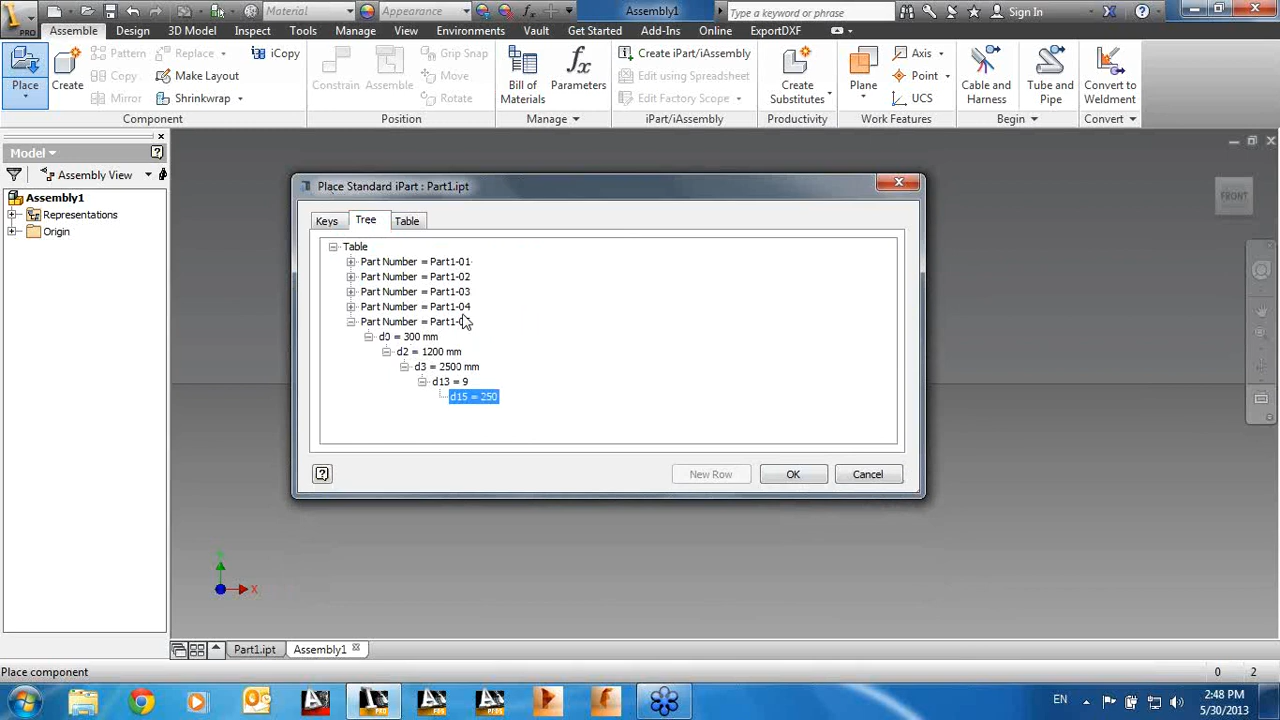 Material
Appearance
Assembly1
Type a keyword or phrase
Sign In
PRO
Assemble
Design
3D Model
Inspect
Tools
Manage
View
Environments
Vault
Get Started
Add-Ins
Online
ExportDXF
Place
Create
Pattern
Copy
Mirror
Replace
Make Layout
Shrinkwrap
iCopy
Component
Constrain
Assemble
Grip Snap
Move
Rotate
Position
Bill of
Materials
Parameters
Manage
Create iPart/iAssembly
Edit using Spreadsheet
Edit Factory Scope
iPart/iAssembly
Create
Substitutes
Productivity
Plane
Axis
Point
UCS
Work Features
Cable and
Harness
Tube and
Pipe
Begin
Convert to
Weldment
Convert
Model
Assembly View
Assembly1
Representations
Origin
FRONT
Place Standard iPart : Part1.ipt
Keys
Tree
Table
Table
Part Number = Part1-01
Part Number = Part1-02
Part Number = Part1-03
Part Number = Part1-04
Part Number = Part1-0
d0 = 300 mm
d2 = 1200 mm
d3 = 2500 mm
d13 = 9
d15 = 250
New Row
OK
Cancel
X
Part1.ipt
Assembly1
Place component
0
2
EN
2:48 PM
5/30/2013